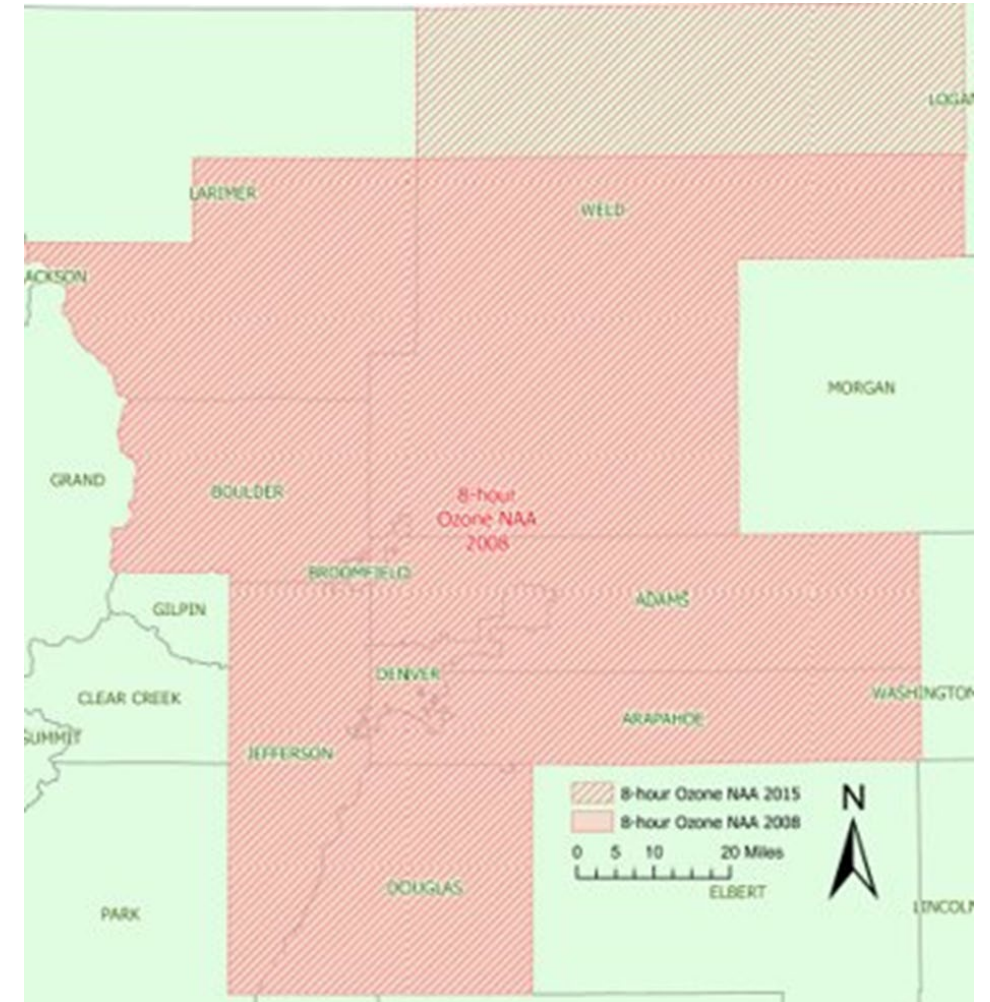 LOGAN
LARIMER
WELD
ACKSON
MORGAN
GRAND
BOULDER
8-hour
Ozone NAA
2008
BROOMFIELD
ADAMS
GILPIN
DENVER
CLEAR CREEK
WASHINGTON
ARAPAHOE
SUMMIT
JEFFERSON
8-hour Ozone NAA 2015
N
8-hour Ozone NAA 2008
0 5 10 20 Miles
DOUGLAS
ELBERT
PARK
LINCOLN